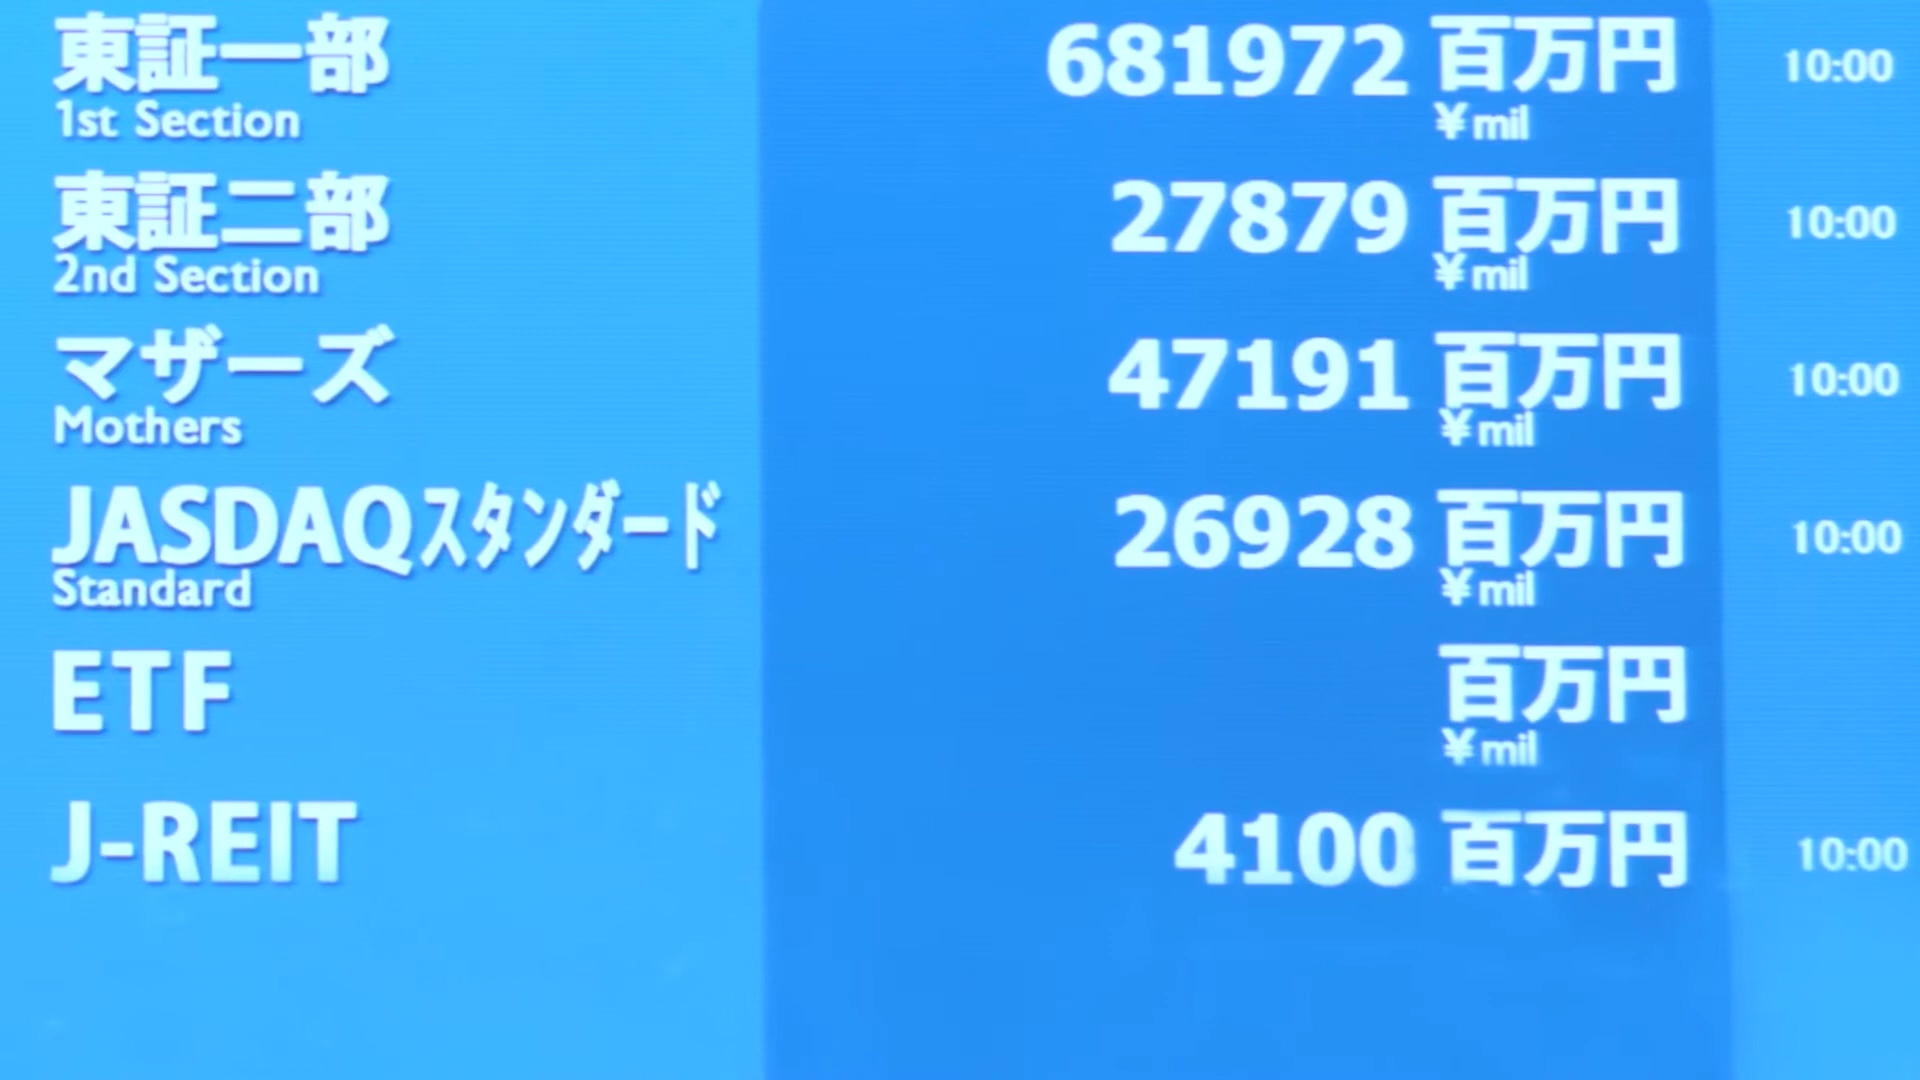 東証一部 681972 百万円 10:00
1st Section ¥mil
東証二部 27879 百万円 10:00
2nd Section ¥mil
マザーズ 47191 百万円 10:00
Mothers ¥mil
JASDAQスタンダード 26928 百万円 10:00
Standard ¥mil
ETF 百万円
¥mil
J-REIT 4100 百万円 10:00